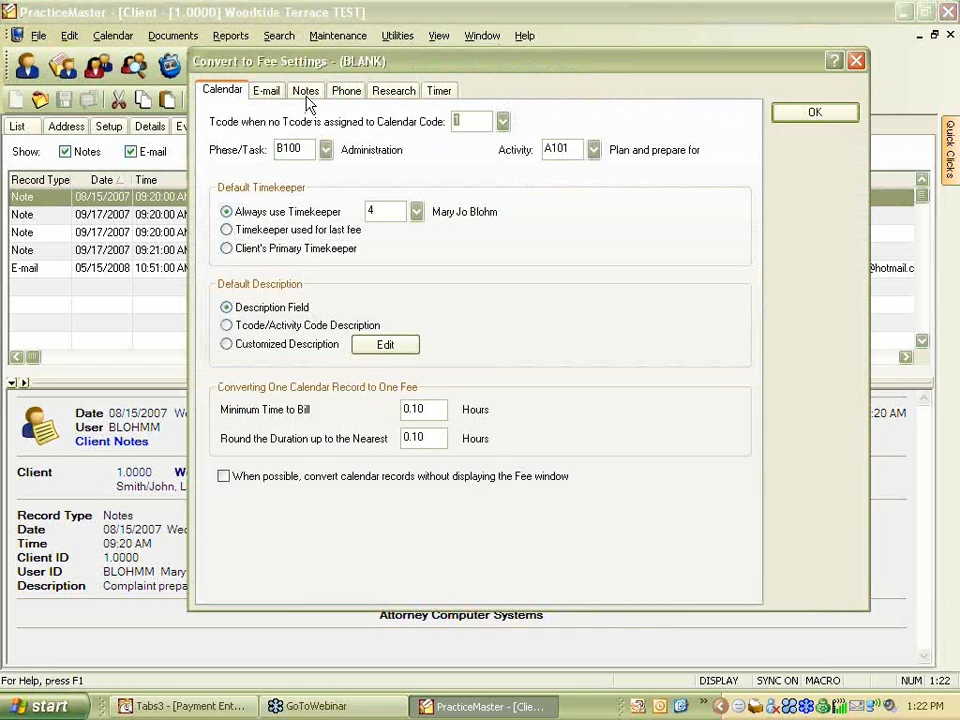 PracticeMaster - [Client - [1.0000] Woodside Terrace TEST]
File Edit Calendar Documents Reports Search Maintenance Utilities View Window Help
Convert to Fee Settings - (BLANK)
List Address Setup Details Ev
Calendar E-mail Notes Phone Research Timer
OK
Quick Clicks
Show: Notes E-mail
Record Type Date Time
Note 08/15/2007 09:20:00 AM
Note 08/15/2007 09:20:00 AM
Note 08/15/2007 09:20:00 AM
Note 08/15/2007 09:21:00 AM
E-mail 05/15/2008 10:51:00 AM
@hotmail.c
Tcode when no Tcode is assigned to Calendar Code: 1
Phase/Task: B100 Administration Activity: A101 Plan and prepare for
Default Timekeeper
Always use Timekeeper 4 Mary Jo Blohm
Timekeeper used for last fee
Client's Primary Timekeeper
Default Description
Description Field
Tcode/Activity Code Description
Customized Description Edit
Converting One Calendar Record to One Fee
Minimum Time to Bill 0.10 Hours
Round the Duration up to the Nearest 0.10 Hours
When possible, convert calendar records without displaying the Fee window
Date 08/15/2007 We
:20 AM
User BLOHMM
Client Notes
Client 1.0000 W
Smith/John, L
Record Type Notes
Date 08/15/2007 Wed
Time 09:20 AM
Client ID 1.0000
User ID BLOHMM Mary
Description Complaint prepa
Attorney Computer Systems
For Help, press F1 DISPLAY SYNC ON MACRO NUM 1:22
start Tabs3 - [Payment Ent... GoToWebinar PracticeMaster - [Clie... 1:22 PM